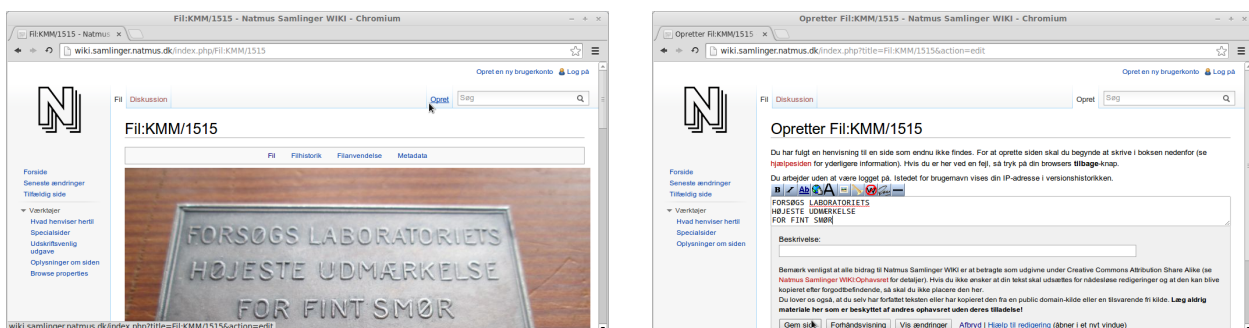 Fil:KMM/1515 - Natmus Samlinger WIKI - Chromium
Fil:KMM/1515 - Natmus
wiki.samlinger.natmus.dk/index.php/Fil:KMM/1515
Opret en ny brugerkonto Log på
Fil Diskussion Opret Søg
Fil:KMM/1515
Fil Filhistorik Filanvendelse Metadata
Forside
Seneste ændringer
Tilfældig side
Værktøjer
Hvad henviser hertil
Specialsider
Udskriftsvenlig
udgave
Oplysninger om siden
Browse properties
FORSØGS LABORATORIETS
HØJESTE UDMÆRKELSE
FOR FINT SMØR
wiki.samlinger.natmus.dk/index.php?title=Fil:KMM/1515&action=edit
Opretter Fil:KMM/1515 - Natmus Samlinger WIKI - Chromium
Opretter Fil:KMM/1515
wiki.samlinger.natmus.dk/index.php?title=Fil:KMM/1515&action=edit
Opret en ny brugerkonto Log på
Fil Diskussion Opret Søg
Opretter Fil:KMM/1515
Du har fulgt en henvisning til en side som endnu ikke findes. For at oprette siden skal du begynde at skrive i boksen nedenfor (se
hjælpesiden for yderligere information). Hvis du er her ved en fejl, så tryk på din browsers tilbage-knap.
Du arbejder uden at være logget på. Istedet for brugernavn vises din IP-adresse i versionshistorikken.
FORSØGS LABORATORIETS
HØJESTE UDMÆRKELSE
FOR FINT SMØR
Beskrivelse:
Bemærk venligst at alle bidrag til Natmus Samlinger WIKI er at betragte som udgivne under Creative Commons Attribution Share Alike (se
Natmus Samlinger WIKI:Ophavsret for detaljer). Hvis du ikke ønsker at din tekst skal udsættes for nådesløse redigeringer og at den kan blive
kopieret efter forgodtbefindende, så skal du ikke placere den her.
Du lover os også, at du selv har forfattet teksten eller har kopieret den fra en public domain-kilde eller en tilsvarende fri kilde. Læg aldrig
materiale her som er beskyttet af andres ophavsret uden deres tilladelse!
Gem side Forhåndsvisning Vis ændringer Afbryd | Hjælp til redigering (åbner i et nyt vindue)
Forside
Seneste ændringer
Tilfældig side
Værktøjer
Hvad henviser hertil
Specialsider
Oplysninger om siden